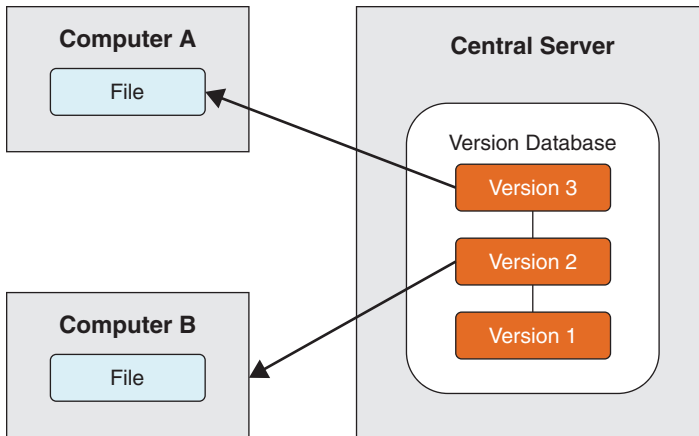 Computer A
File
Central Server
Version Database
Version 3
Version 2
Version 1
Computer B
File